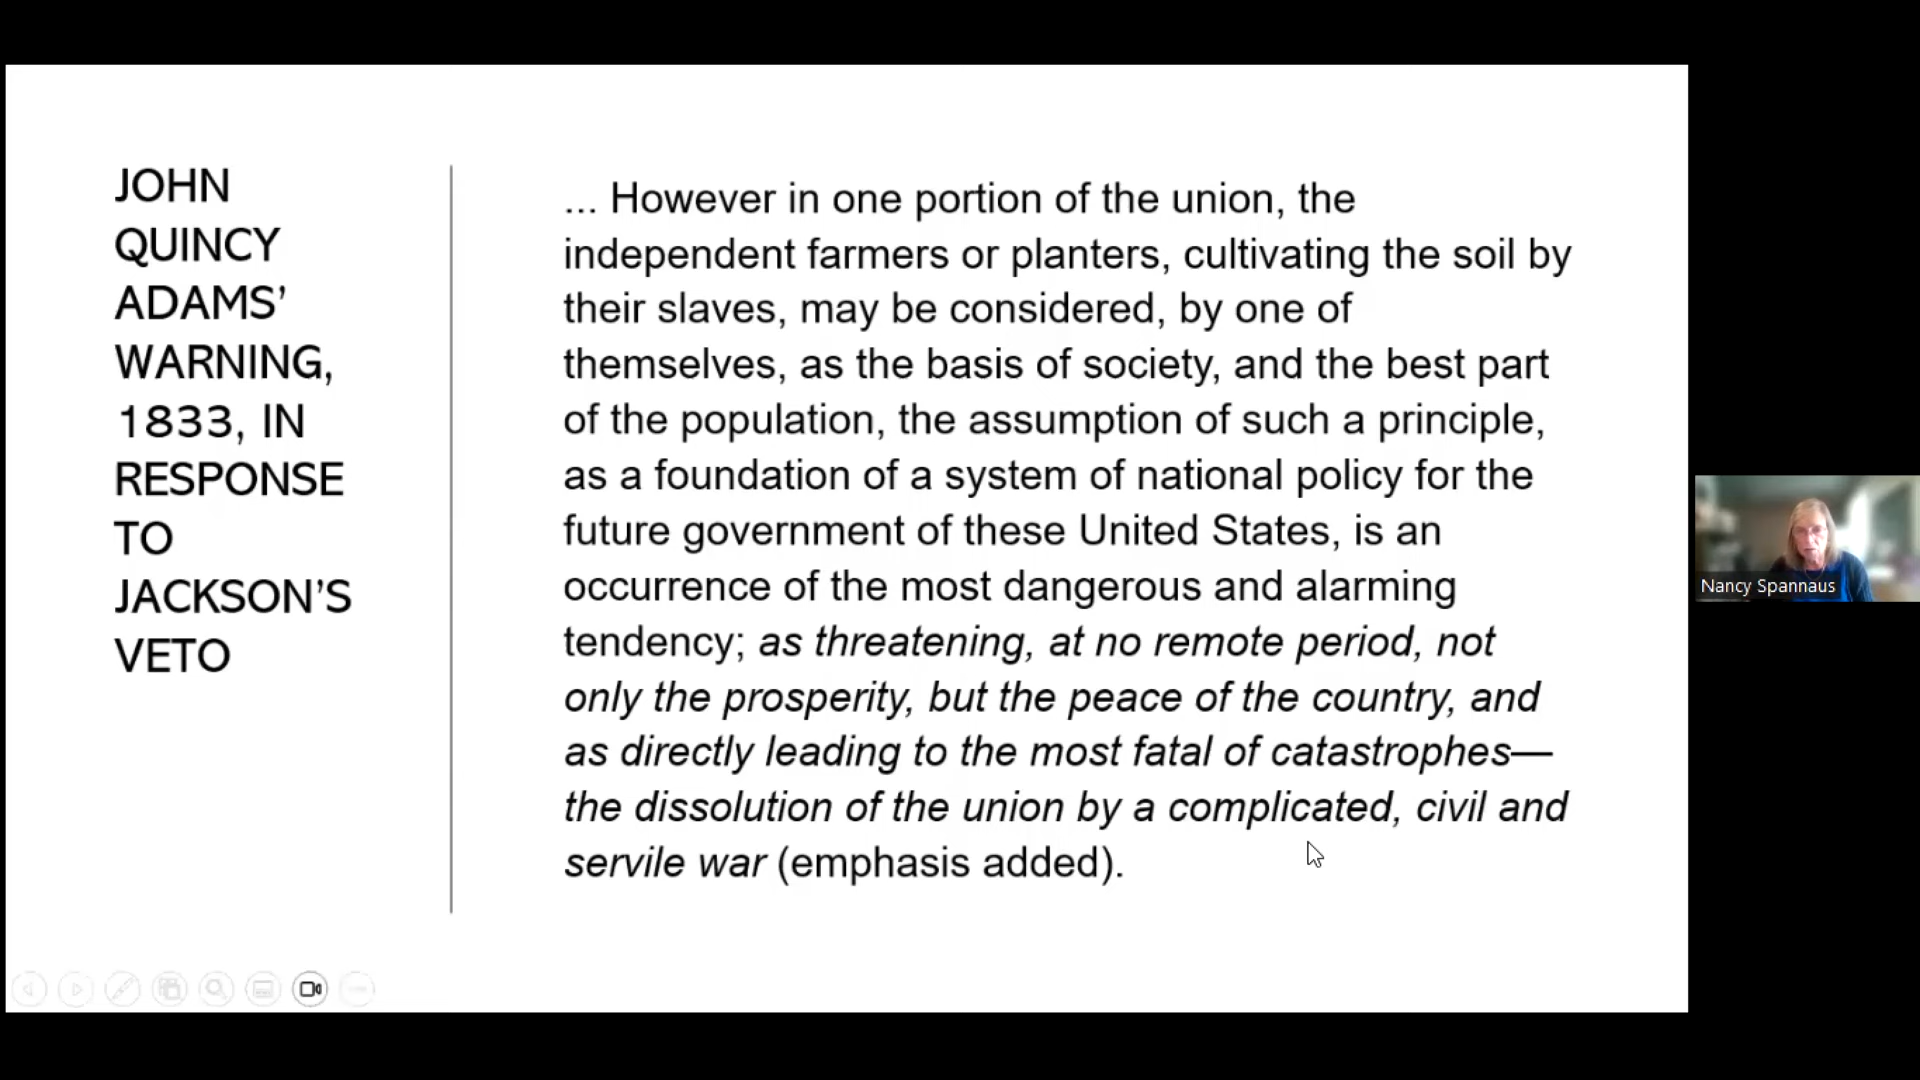 JOHN
QUINCY
ADAMS’
WARNING,
1833, IN
RESPONSE
TO
JACKSON’S
VETO
... However in one portion of the union, the
independent farmers or planters, cultivating the soil by
their slaves, may be considered, by one of
themselves, as the basis of society, and the best part
of the population, the assumption of such a principle,
as a foundation of a system of national policy for the
future government of these United States, is an
occurrence of the most dangerous and alarming
tendency; as threatening, at no remote period, not
only the prosperity, but the peace of the country, and
as directly leading to the most fatal of catastrophes—
the dissolution of the union by a complicated, civil and
servile war (emphasis added).
Nancy Spannaus